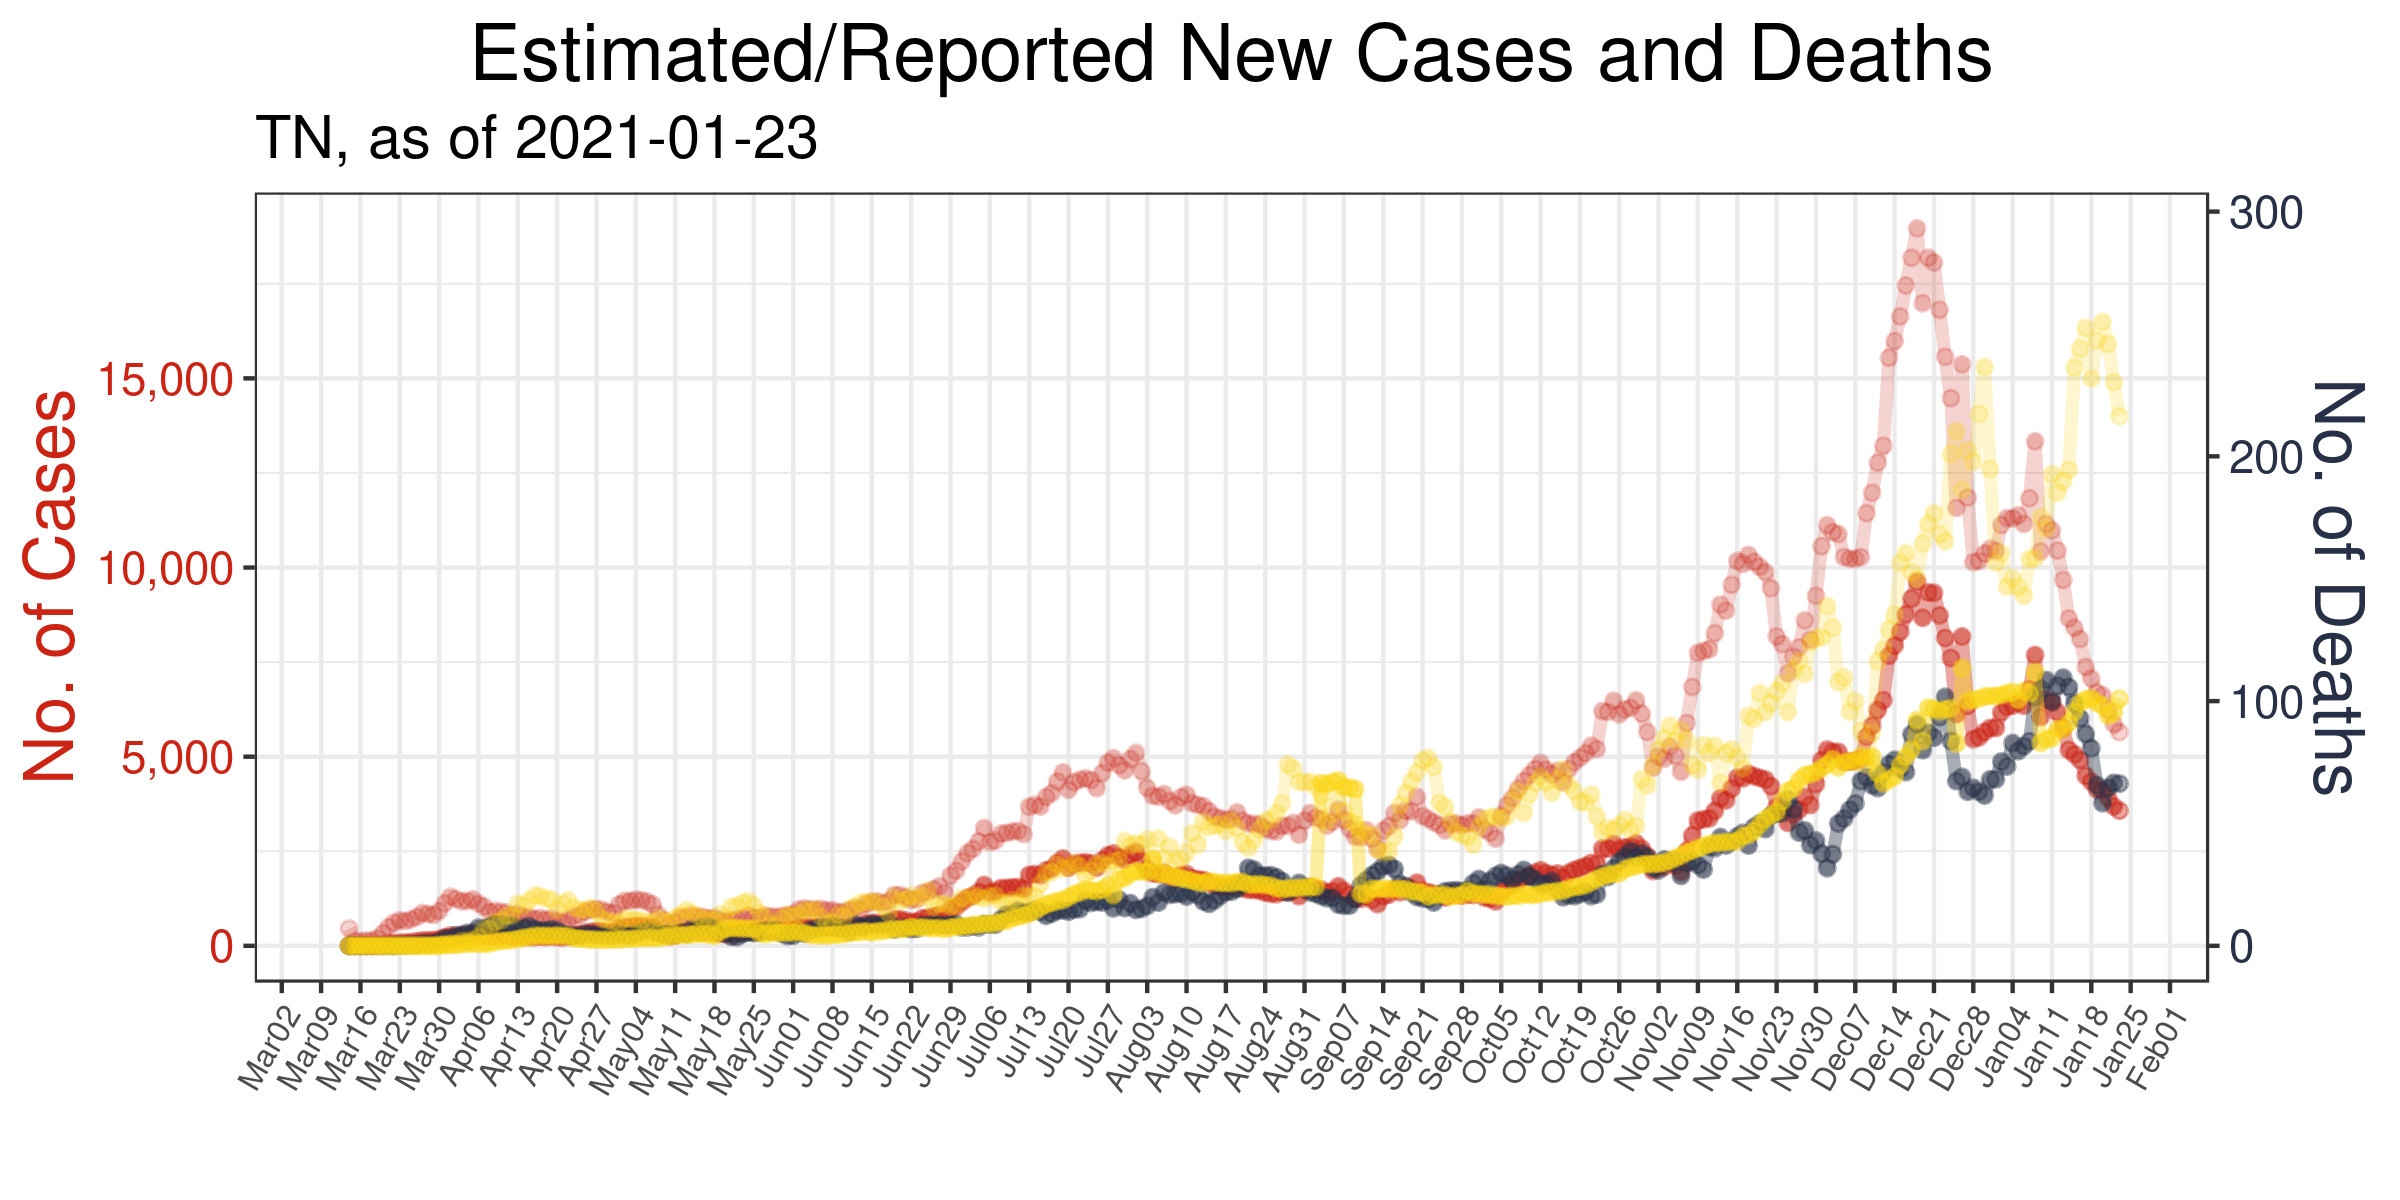 Estimated/Reported New Cases and Deaths
TN, as of 2021-01-23
No. of Cases
15,000
10,000
5,000
0
300
200
100
0
No. of Deaths
Mar02
Mar09
Mar16
Mar23
Mar30
Apr06
Apr13
Apr20
Apr27
May04
May11
May18
May25
Jun01
Jun08
Jun15
Jun22
Jun29
Jul06
Jul13
Jul20
Jul27
Aug03
Aug10
Aug17
Aug24
Aug31
Sep07
Sep14
Sep21
Sep28
Oct05
Oct12
Oct19
Oct26
Nov02
Nov09
Nov16
Nov23
Nov30
Dec07
Dec14
Dec21
Dec28
Jan04
Jan11
Jan18
Jan25
Feb01